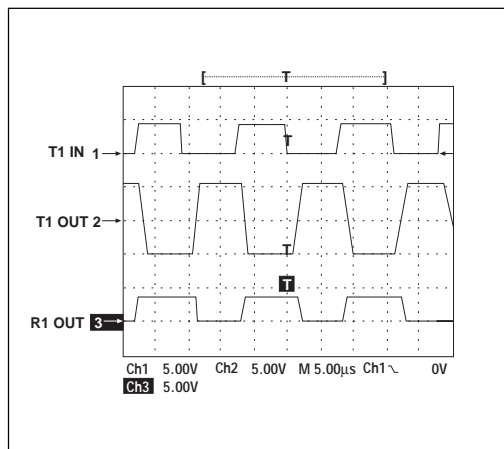 T
T1 IN 1
T
T1 OUT 2
T
T
R1 OUT 3
Ch1 5.00V Ch2 5.00V M 5.00µs Ch1 0V
Ch3 5.00V